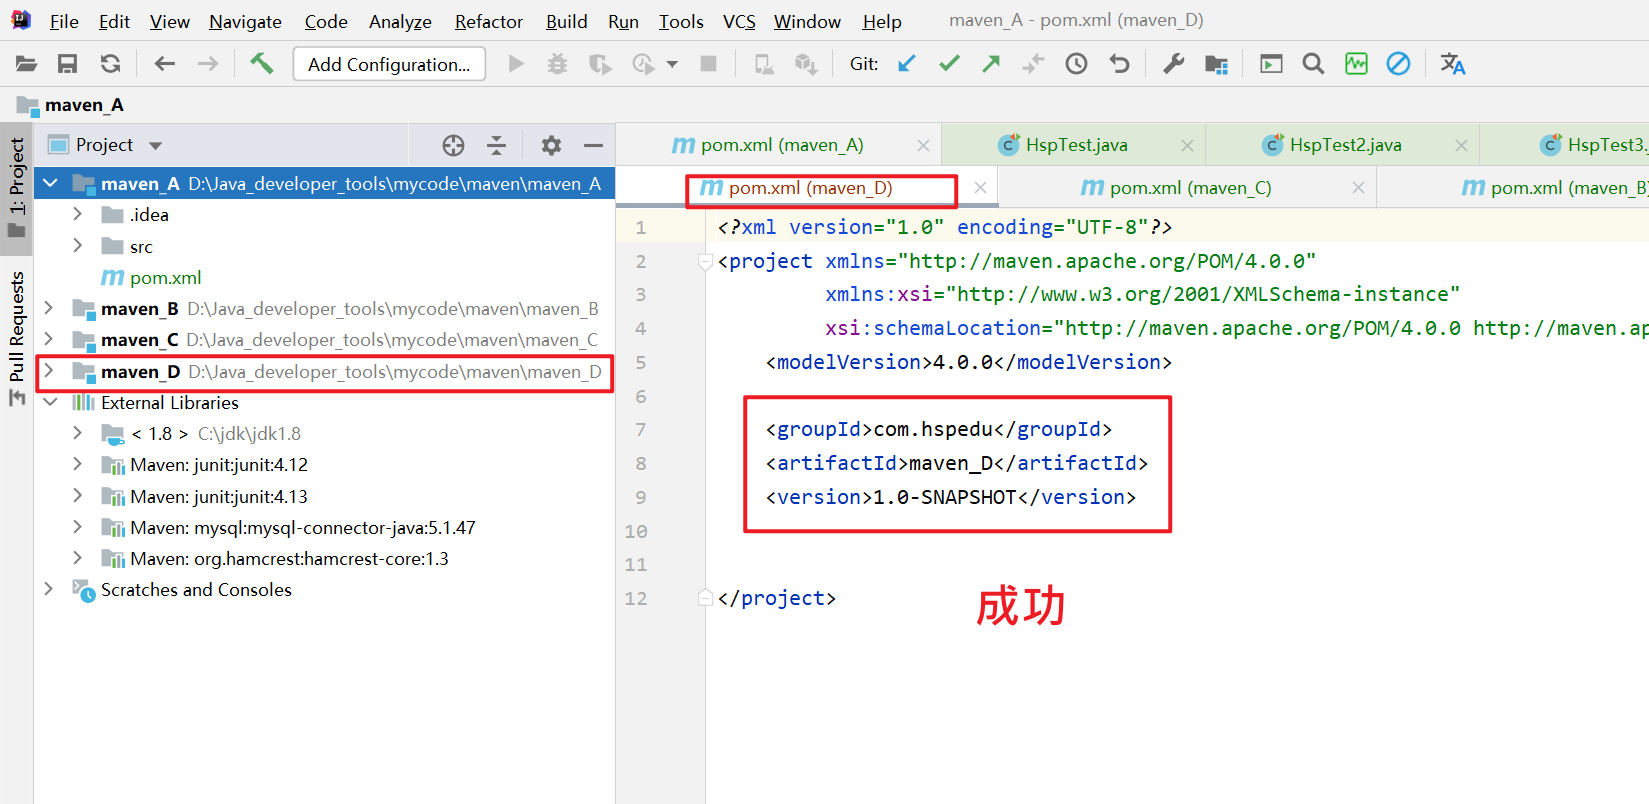 File Edit View Navigate Code Analyze Refactor Build Run Tools VCS Window Help maven_A - pom.xml (maven_D)
Add Configuration... Git:
maven_A
1: Project
Pull Requests
Project
maven_A D:\Java_developer_tools\mycode\maven\maven_A
.idea
src
pom.xml
maven_B D:\Java_developer_tools\mycode\maven\maven_B
maven_C D:\Java_developer_tools\mycode\maven\maven_C
maven_D D:\Java_developer_tools\mycode\maven\maven_D
External Libraries
< 1.8 > C:\jdk\jdk1.8
Maven: junit:junit:4.12
Maven: junit:junit:4.13
Maven: mysql:mysql-connector-java:5.1.47
Maven: org.hamcrest:hamcrest-core:1.3
Scratches and Consoles
pom.xml (maven_A) HspTest.java HspTest2.java HspTest3.
pom.xml (maven_D) pom.xml (maven_C) pom.xml (maven_B)
1 <?xml version="1.0" encoding="UTF-8"?>
2 <project xmlns="http://maven.apache.org/POM/4.0.0"
3 xmlns:xsi="http://www.w3.org/2001/XMLSchema-instance"
4 xsi:schemaLocation="http://maven.apache.org/POM/4.0.0 http://maven.ap
5 <modelVersion>4.0.0</modelVersion>
6
7 <groupId>com.hspedu</groupId>
8 <artifactId>maven_D</artifactId>
9 <version>1.0-SNAPSHOT</version>
10
11
12 </project>
成功